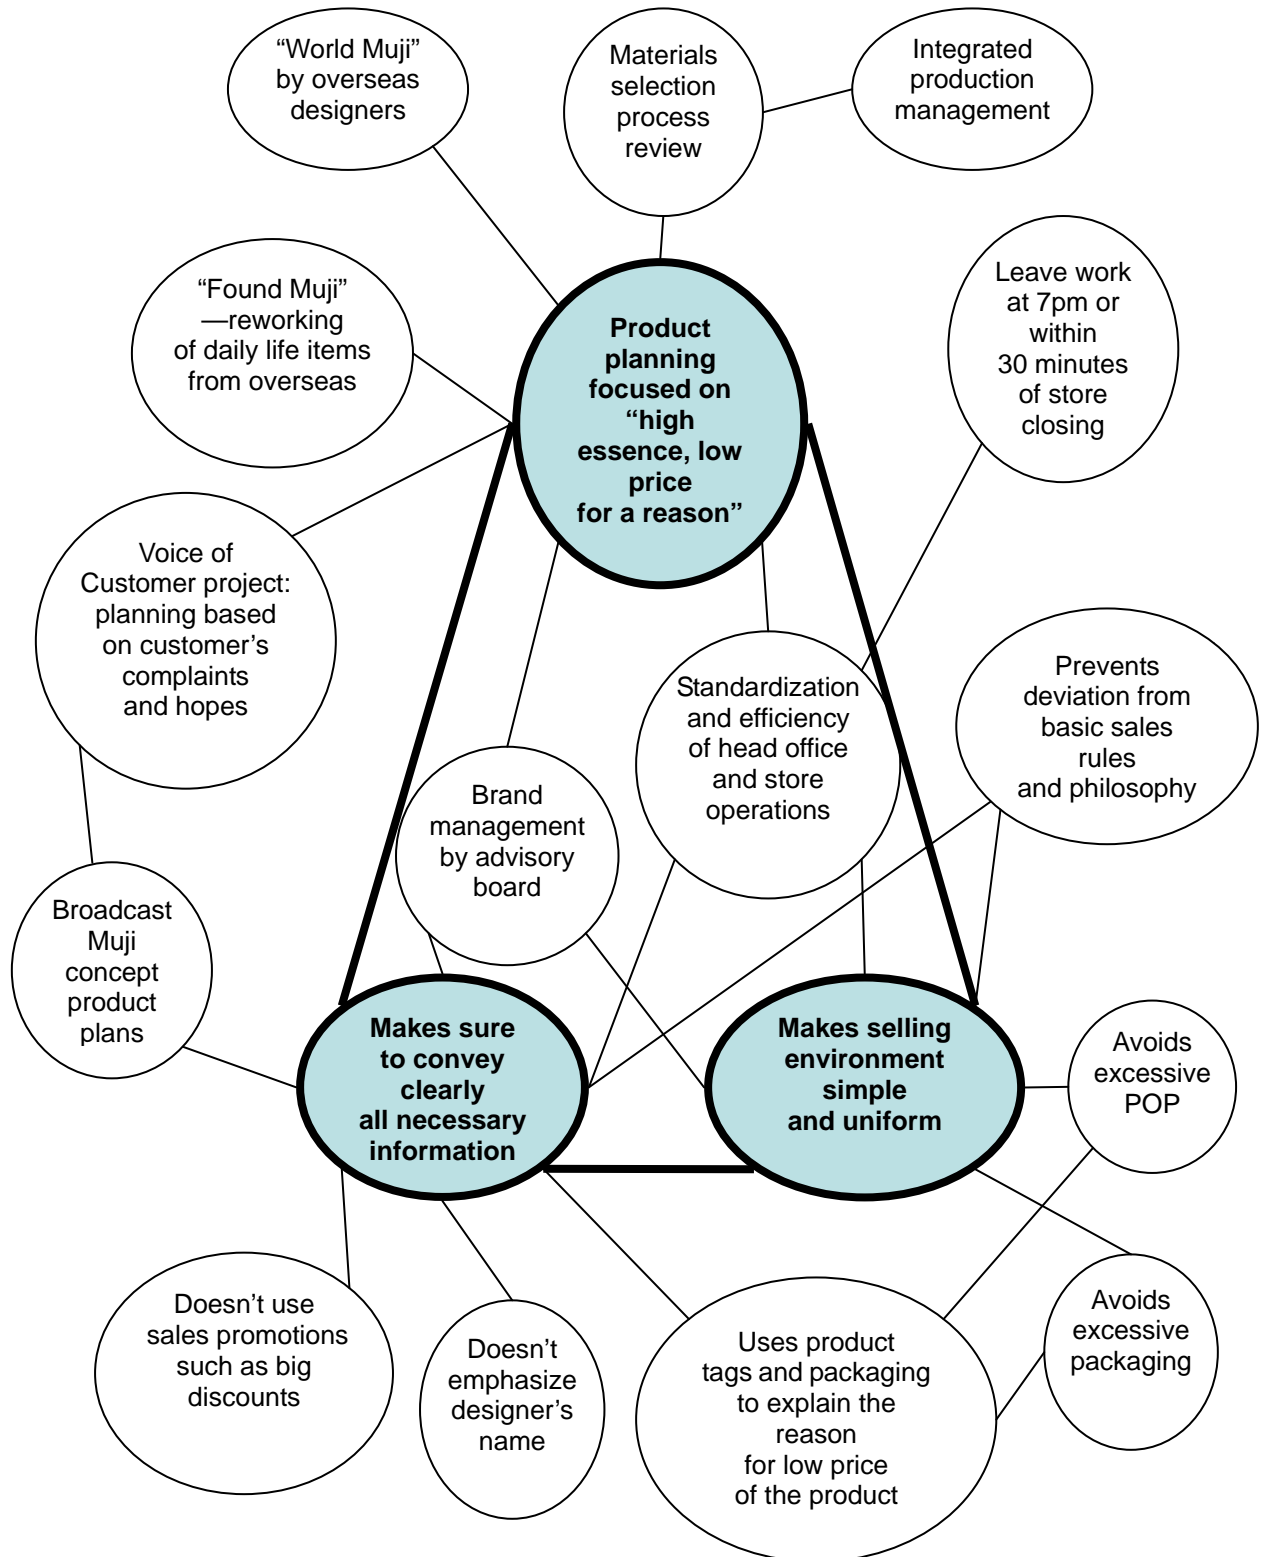 “World Muji”
by overseas
designers
Materials
selection
process
review
Integrated
production
management
“Found Muji”
—reworking
of daily life items
from overseas
Product
planning
focused on
“high
essence, low
price
for a reason”
Leave work
at 7pm or
within
30 minutes
of store
closing
Voice of
Customer project:
planning based
on customer’s
complaints
and hopes
Standardization
and efficiency
of head office
and store
operations
Prevents
deviation from
basic sales
rules
and philosophy
Brand
management
by advisory
board
Broadcast
Muji
concept
product
plans
Makes sure
to convey
clearly
all necessary
information
Makes selling
environment
simple
and uniform
Avoids
excessive
POP
Doesn’t use
sales promotions
such as big
discounts
Doesn’t
emphasize
designer’s
name
Uses product
tags and packaging
to explain the
reason
for low price
of the product
Avoids
excessive
packaging